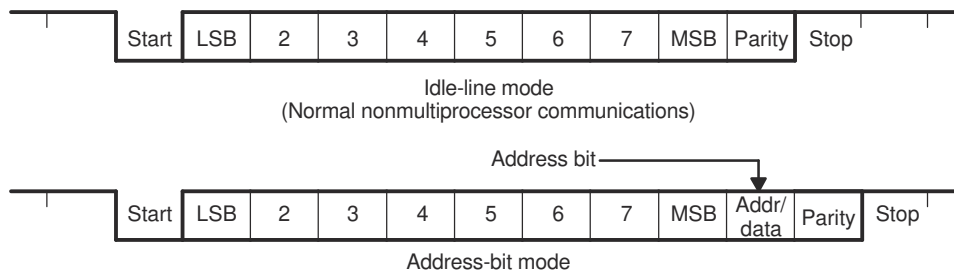 Start LSB 2 3 4 5 6 7 MSB Parity Stop
Idle-line mode
(Normal nonmultiprocessor communications)
Address bit
Start LSB 2 3 4 5 6 7 MSB Addr/ data Parity Stop
Address-bit mode